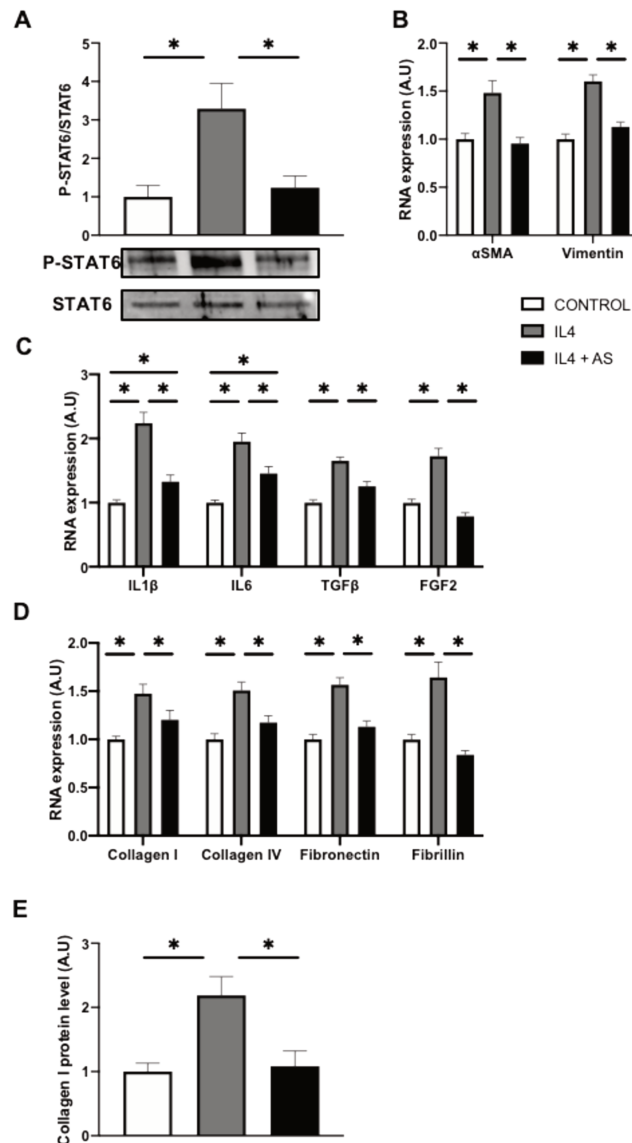 A
* *
P-STAT6/STAT6
5
4
3
2
1
0
P-STAT6
STAT6
B
* * * *
RNA expression (A.U)
2.0
1.5
1.0
0.5
0.0
αSMA Vimentin
CONTROL
IL4
IL4 + AS
C
* *
* * * * * * * *
RNA expression (A.U)
3
2
1
0
IL1β IL6 TGFβ FGF2
D
* * * * * * * *
RNA expression (A.U)
2.0
1.5
1.0
0.5
0.0
Collagen I Collagen IV Fibronectin Fibrillin
E
* *
Collagen I protein level (A.U)
3
2
1
0